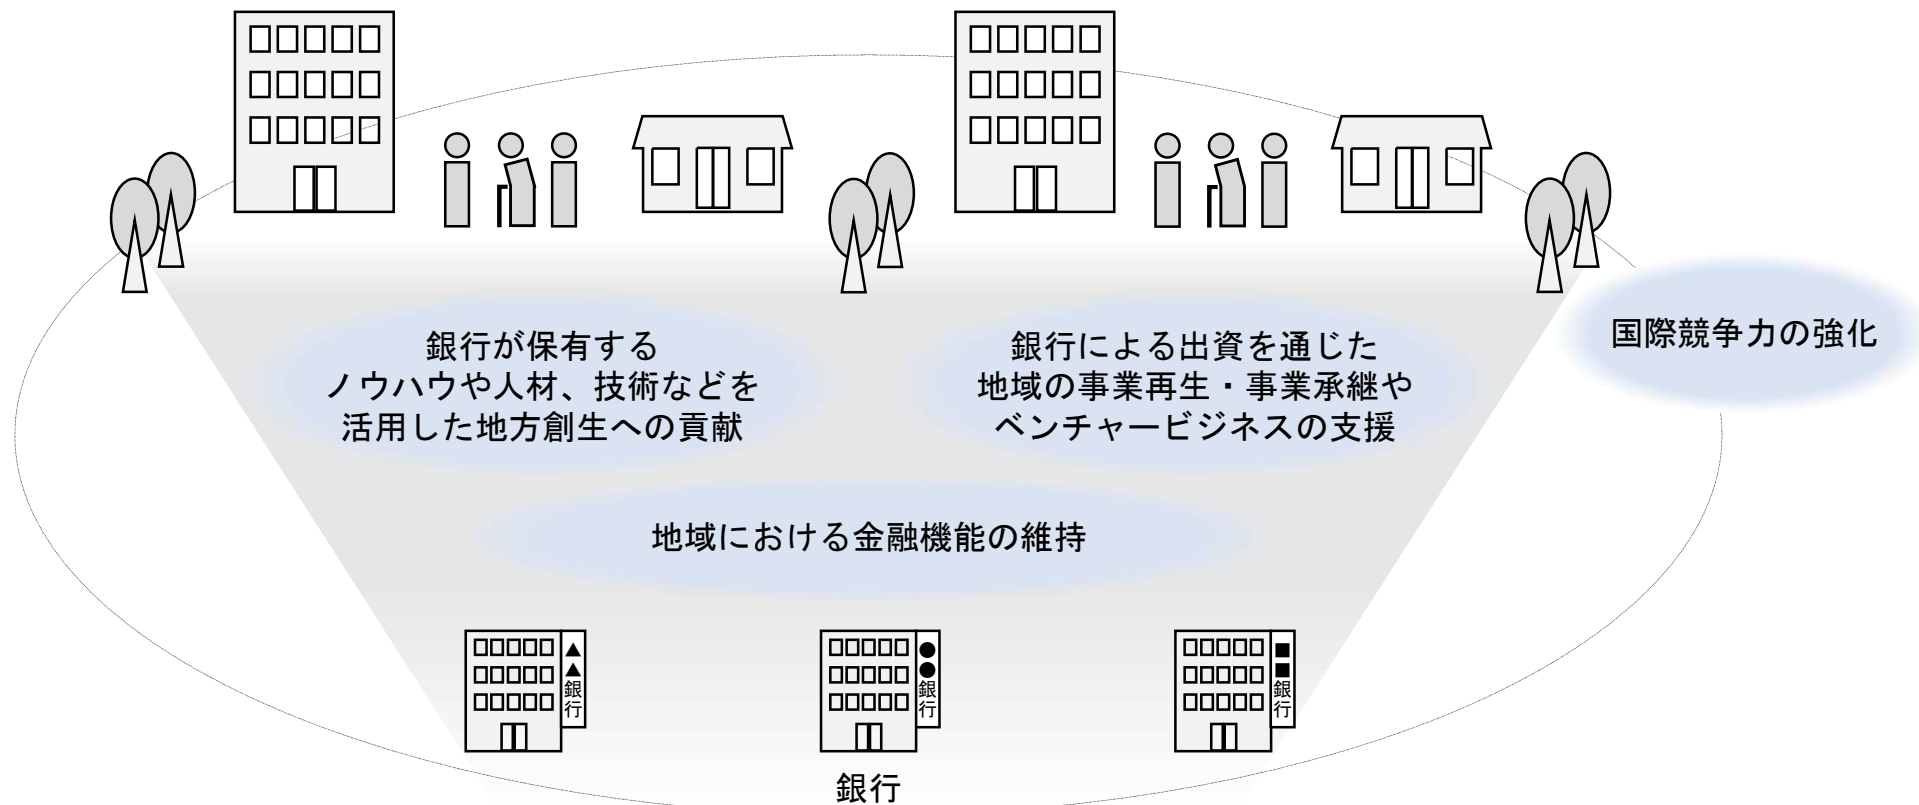 銀行が保有する
ノウハウや人材、技術などを
活用した地方創生への貢献
銀行による出資を通じた
地域の事業再生・事業承継や
ベンチャービジネスの支援
国際競争力の強化
地域における金融機能の維持
▲▲銀行
●●銀行
■■銀行
銀行